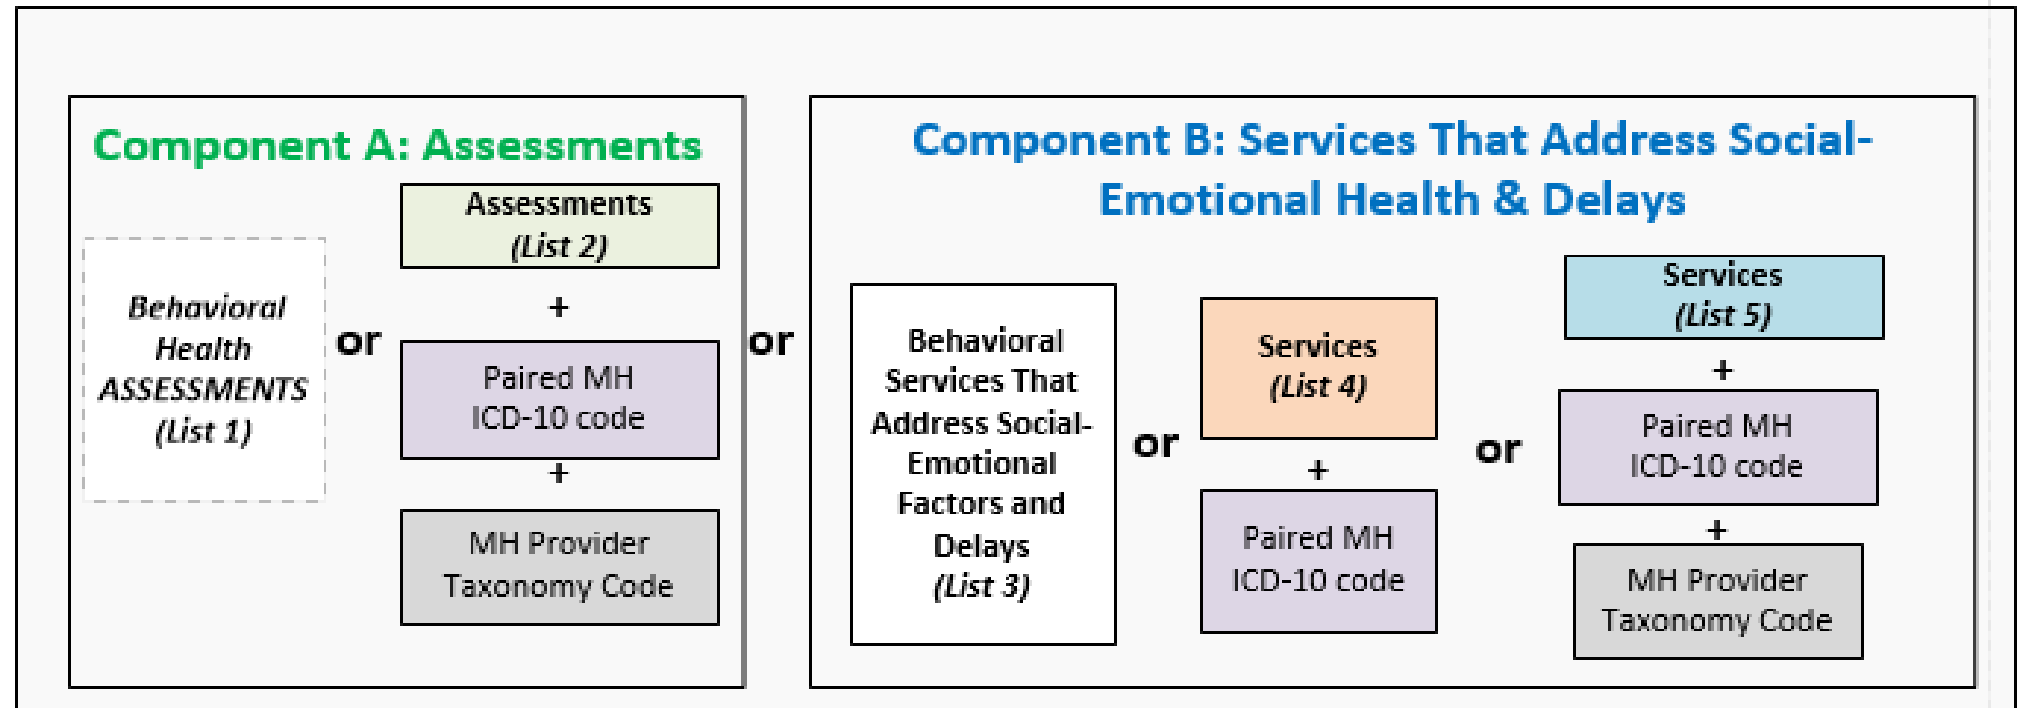 Component A: Assessments
Behavioral
Health
ASSESSMENTS
(List 1)
or
Assessments
(List 2)
+
Paired MH
ICD-10 code
+
MH Provider
Taxonomy Code
or
Component B: Services That Address Social-
Emotional Health & Delays
Behavioral
Services That
Address Social-
Emotional
Factors and
Delays
(List 3)
or
Services
(List 4)
+
Paired MH
ICD-10 code
or
Services
(List 5)
+
Paired MH
ICD-10 code
+
MH Provider
Taxonomy Code